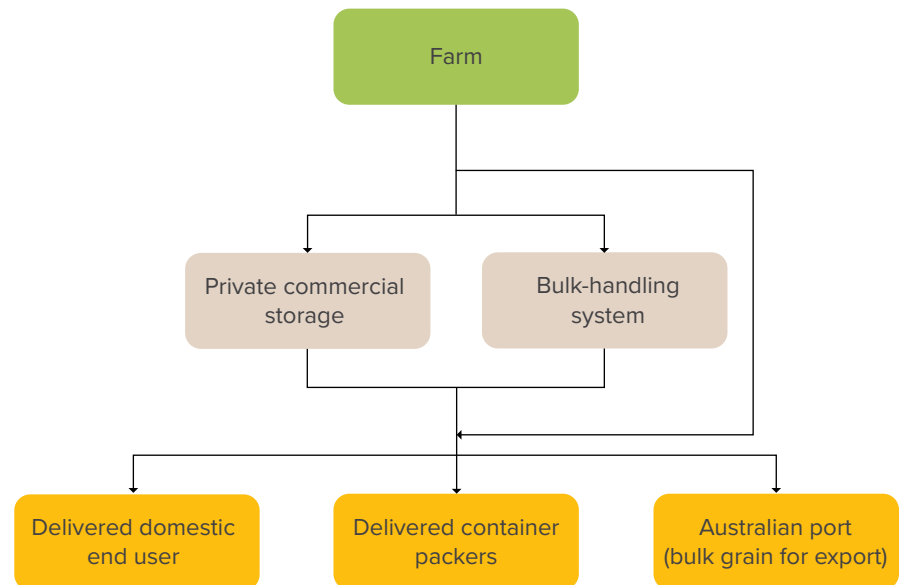 Farm
Private commercial
storage
Bulk-handling
system
Delivered domestic
end user
Delivered container
packers
Australian port
(bulk grain for export)